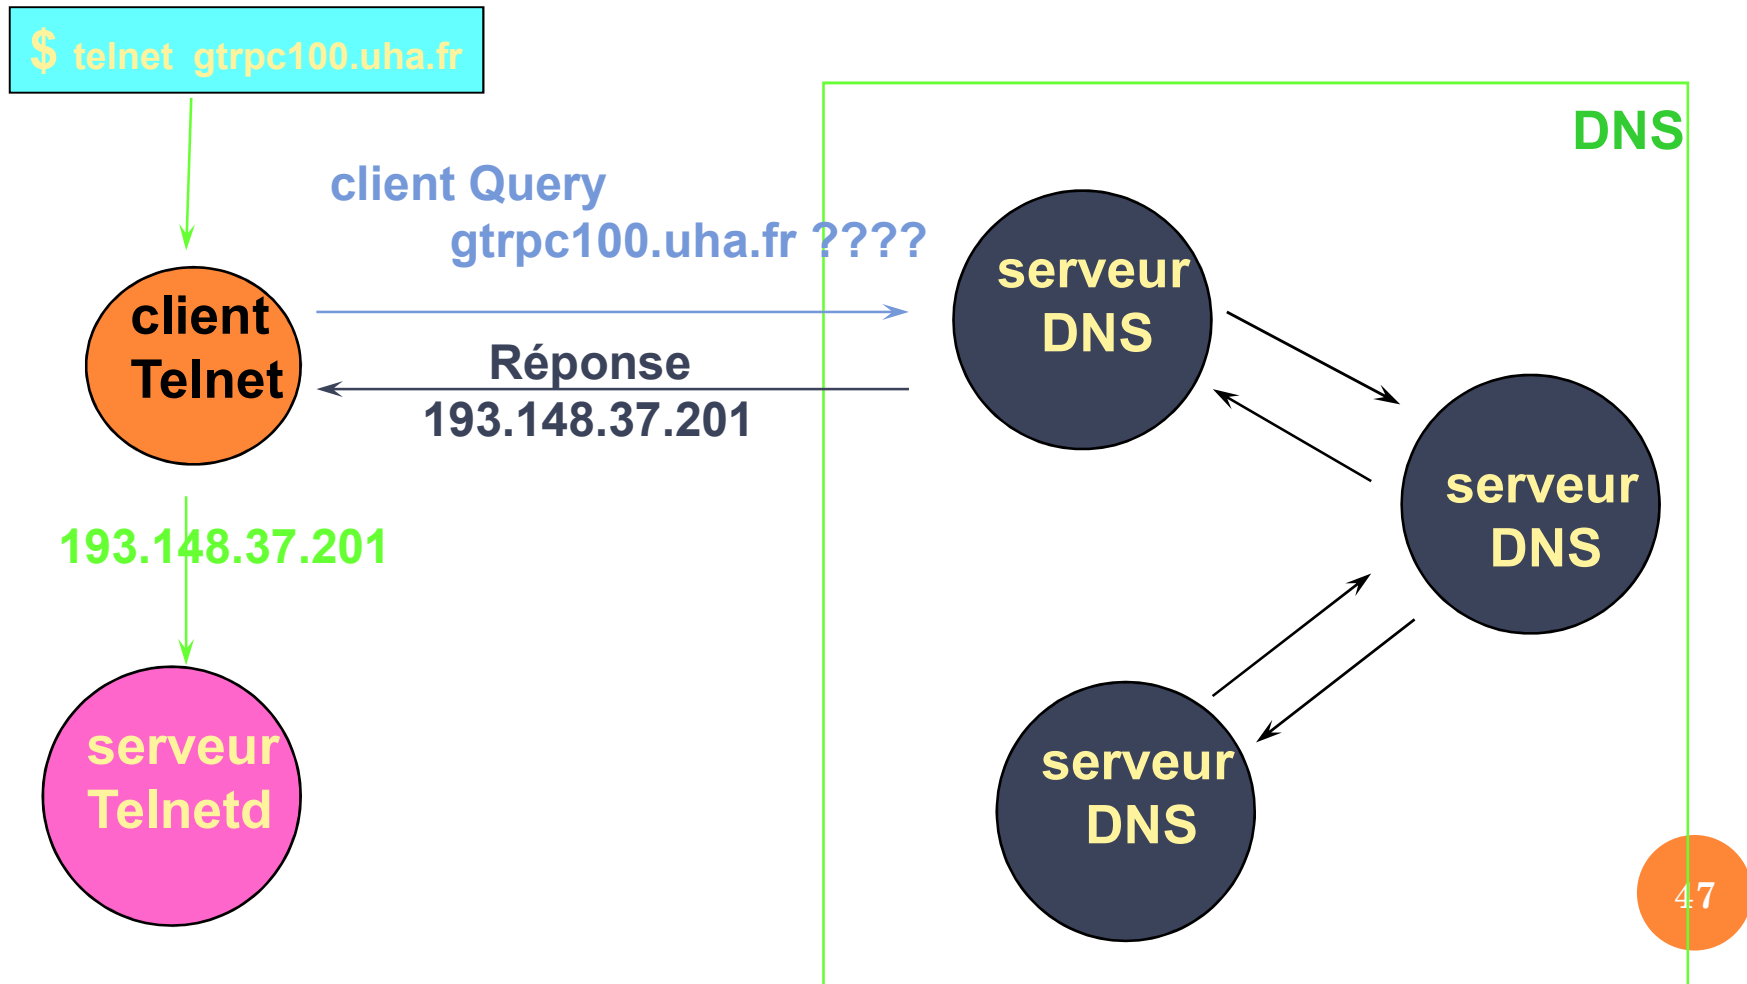 $ telnet gtrpc100.uha.fr
DNS
client Query
gtrpc100.uha.fr ????
serveur
DNS
client
Telnet
Réponse
193.148.37.201
serveur
DNS
193.148.37.201
serveur
Telnetd
serveur
DNS
47